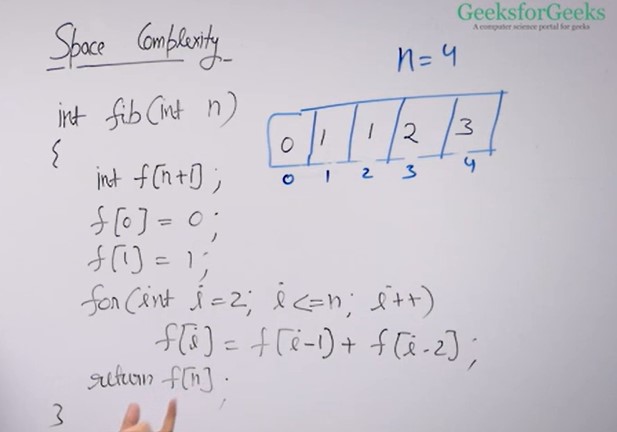 GeeksforGeeks
A computer science portal for geeks
Space Complexity
n=4
int fib(int n)
{
0 1 1 2 3
0 1 2 3 4
int f[n+1];
f[0] = 0;
f[1] = 1;
for(int i=2; i<=n; i++)
f[i] = f[i-1) + f[i-2];
return f[n];
}